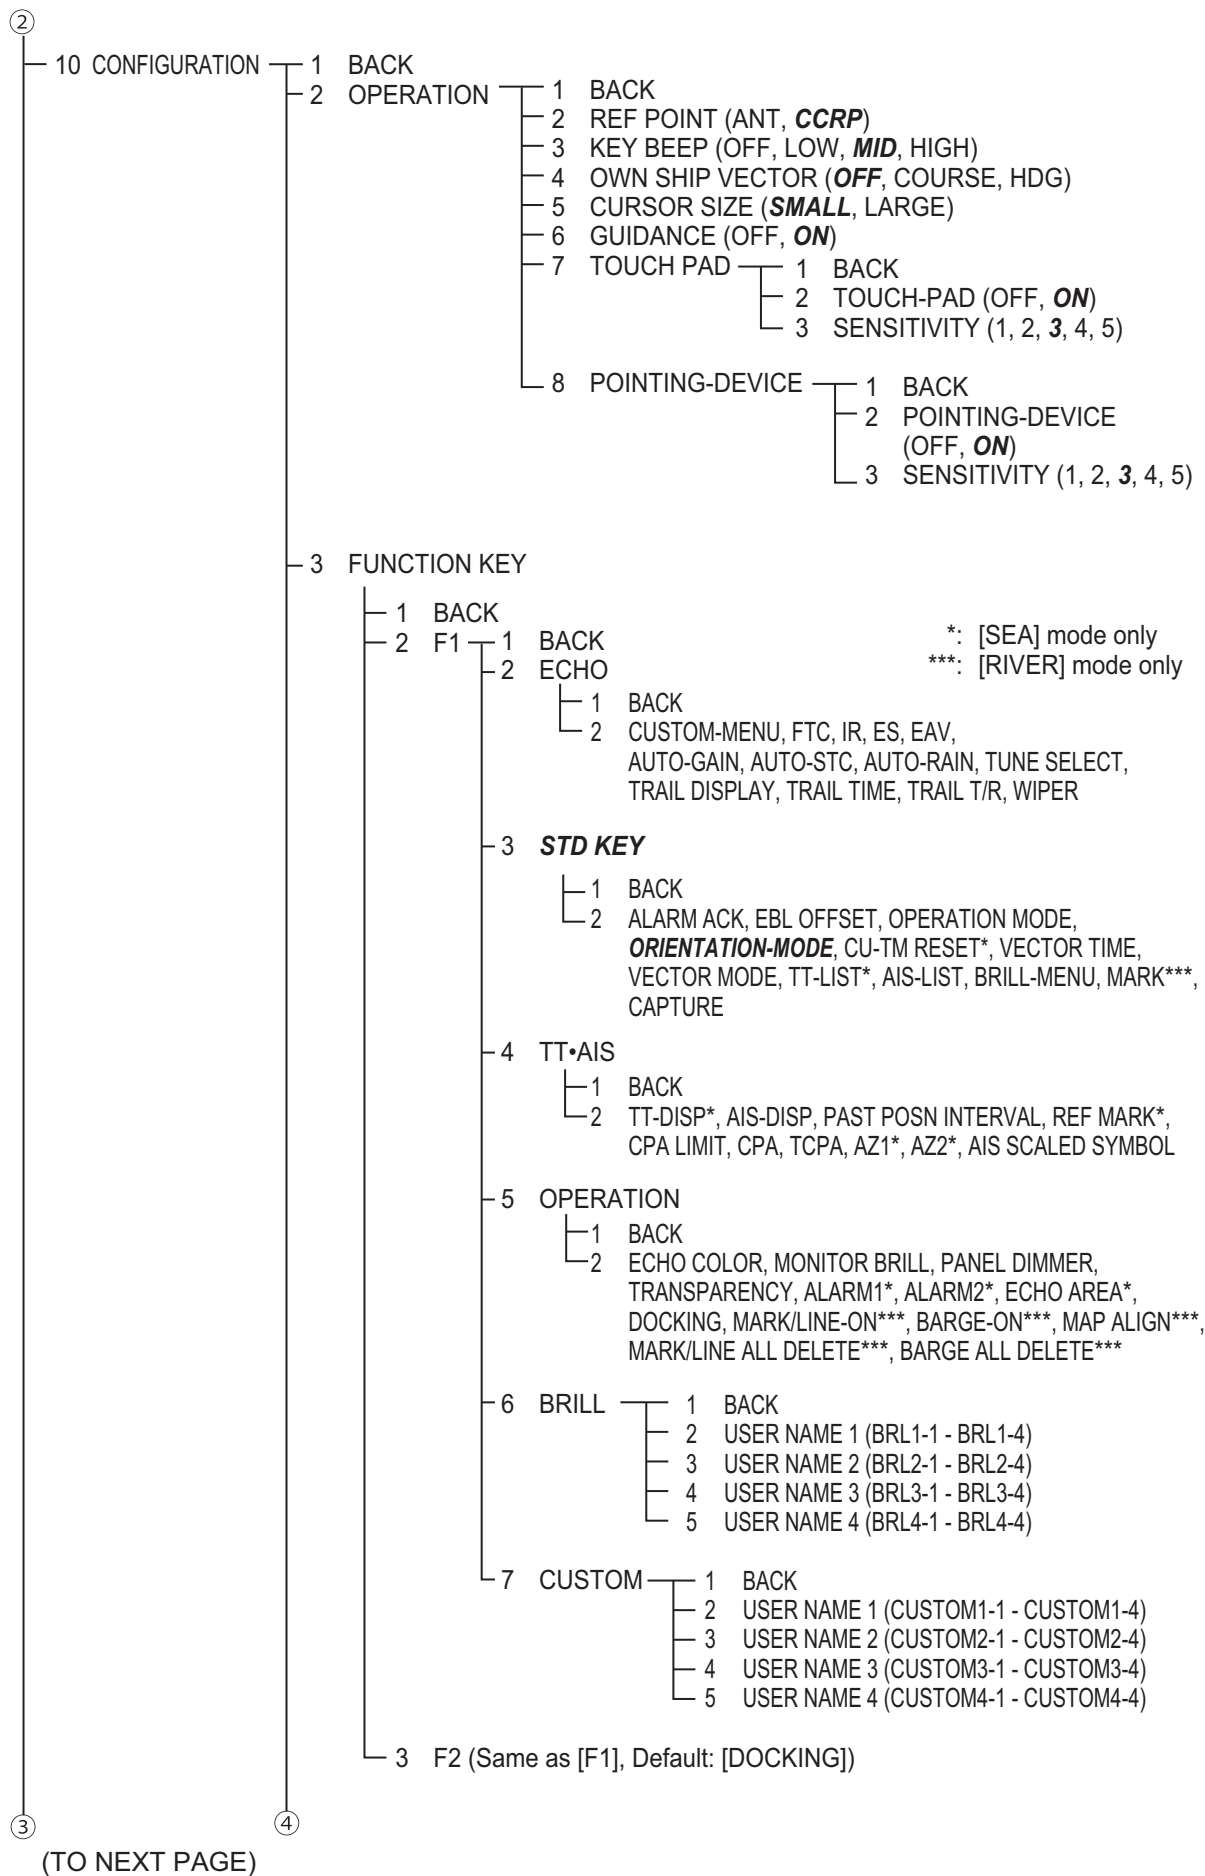 ②
10 CONFIGURATION 1 BACK
2 OPERATION 1 BACK
2 REF POINT (ANT, CCRP)
3 KEY BEEP (OFF, LOW, MID, HIGH)
4 OWN SHIP VECTOR (OFF, COURSE, HDG)
5 CURSOR SIZE (SMALL, LARGE)
6 GUIDANCE (OFF, ON)
7 TOUCH PAD 1 BACK
2 TOUCH-PAD (OFF, ON)
3 SENSITIVITY (1, 2, 3, 4, 5)
8 POINTING-DEVICE 1 BACK
2 POINTING-DEVICE
(OFF, ON)
3 SENSITIVITY (1, 2, 3, 4, 5)
3 FUNCTION KEY
1 BACK
2 F1 1 BACK
*: [SEA] mode only
2 ECHO
***: [RIVER] mode only
1 BACK
2 CUSTOM-MENU, FTC, IR, ES, EAV,
AUTO-GAIN, AUTO-STC, AUTO-RAIN, TUNE SELECT,
TRAIL DISPLAY, TRAIL TIME, TRAIL T/R, WIPER
3 STD KEY
1 BACK
2 ALARM ACK, EBL OFFSET, OPERATION MODE,
ORIENTATION-MODE, CU-TM RESET*, VECTOR TIME,
VECTOR MODE, TT-LIST*, AIS-LIST, BRILL-MENU, MARK***,
CAPTURE
4 TT•AIS
1 BACK
2 TT-DISP*, AIS-DISP, PAST POSN INTERVAL, REF MARK*,
CPA LIMIT, CPA, TCPA, AZ1*, AZ2*, AIS SCALED SYMBOL
5 OPERATION
1 BACK
2 ECHO COLOR, MONITOR BRILL, PANEL DIMMER,
TRANSPARENCY, ALARM1*, ALARM2*, ECHO AREA*,
DOCKING, MARK/LINE-ON***, BARGE-ON***, MAP ALIGN***,
MARK/LINE ALL DELETE***, BARGE ALL DELETE***
6 BRILL 1 BACK
2 USER NAME 1 (BRL1-1 - BRL1-4)
3 USER NAME 2 (BRL2-1 - BRL2-4)
4 USER NAME 3 (BRL3-1 - BRL3-4)
5 USER NAME 4 (BRL4-1 - BRL4-4)
7 CUSTOM 1 BACK
2 USER NAME 1 (CUSTOM1-1 - CUSTOM1-4)
3 USER NAME 2 (CUSTOM2-1 - CUSTOM2-4)
4 USER NAME 3 (CUSTOM3-1 - CUSTOM3-4)
5 USER NAME 4 (CUSTOM4-1 - CUSTOM4-4)
3 F2 (Same as [F1], Default: [DOCKING])
③ ④
(TO NEXT PAGE)